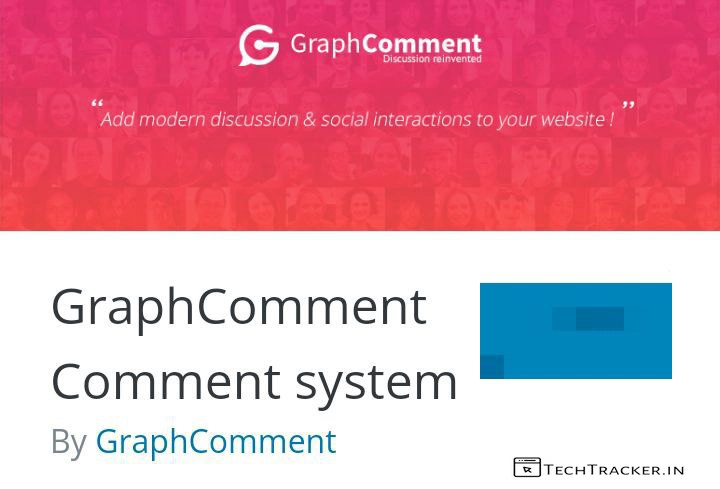 GraphComment
Discussion reinvented
“Add modern discussion & social interactions to your website !”
GraphComment
Comment system
By GraphComment
TECHTRACKER.IN